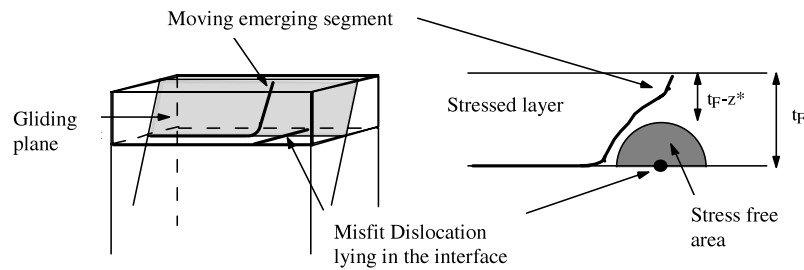 Moving emerging segment
Gliding
plane
Stressed layer
tF-z*
tF
Misfit Dislocation
lying in the interface
Stress free
area